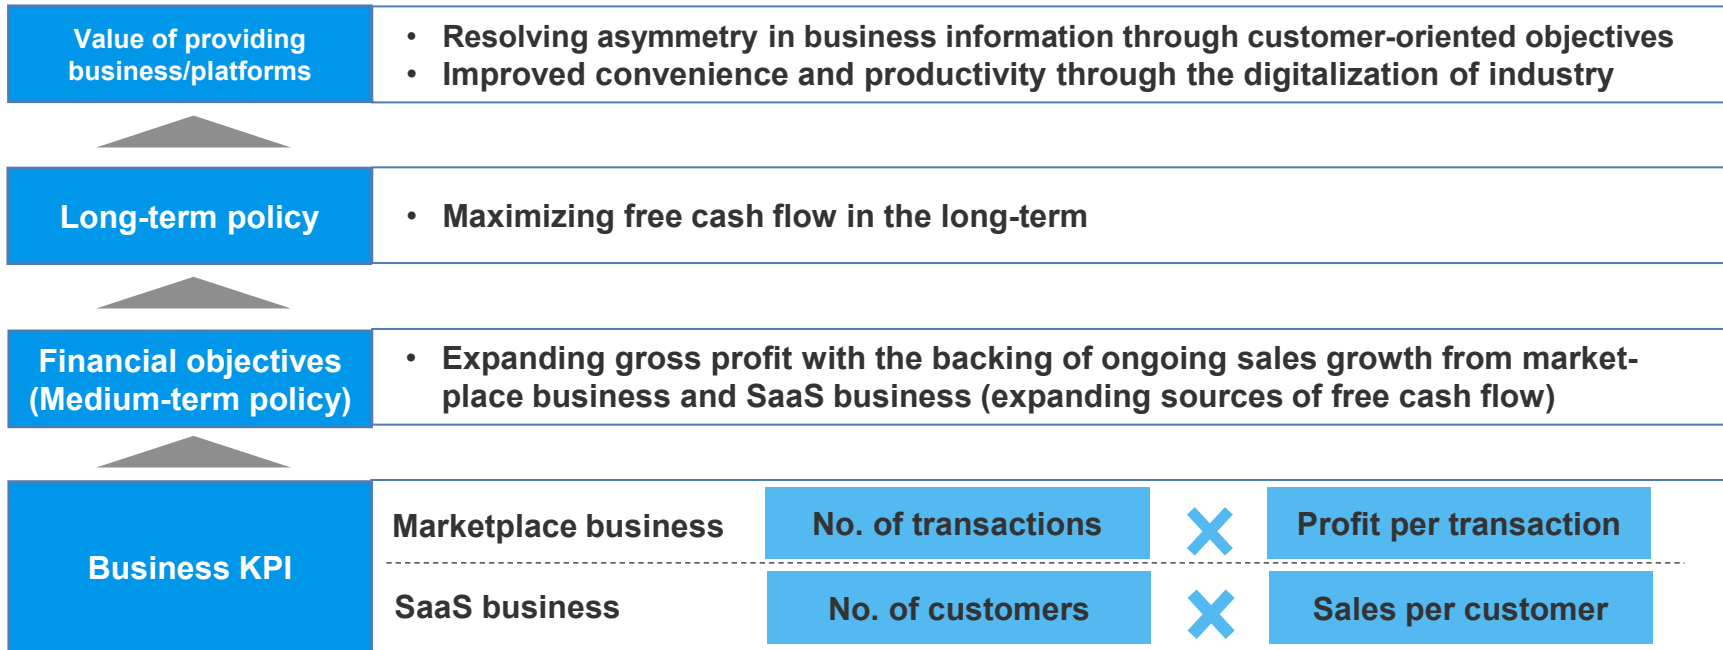 Value of providing
business/platforms
• Resolving asymmetry in business information through customer-oriented objectives
• Improved convenience and productivity through the digitalization of industry
Long-term policy
• Maximizing free cash flow in the long-term
Financial objectives
(Medium-term policy)
• Expanding gross profit with the backing of ongoing sales growth from market-
place business and SaaS business (expanding sources of free cash flow)
Business KPI
Marketplace business No. of transactions × Profit per transaction
SaaS business No. of customers × Sales per customer